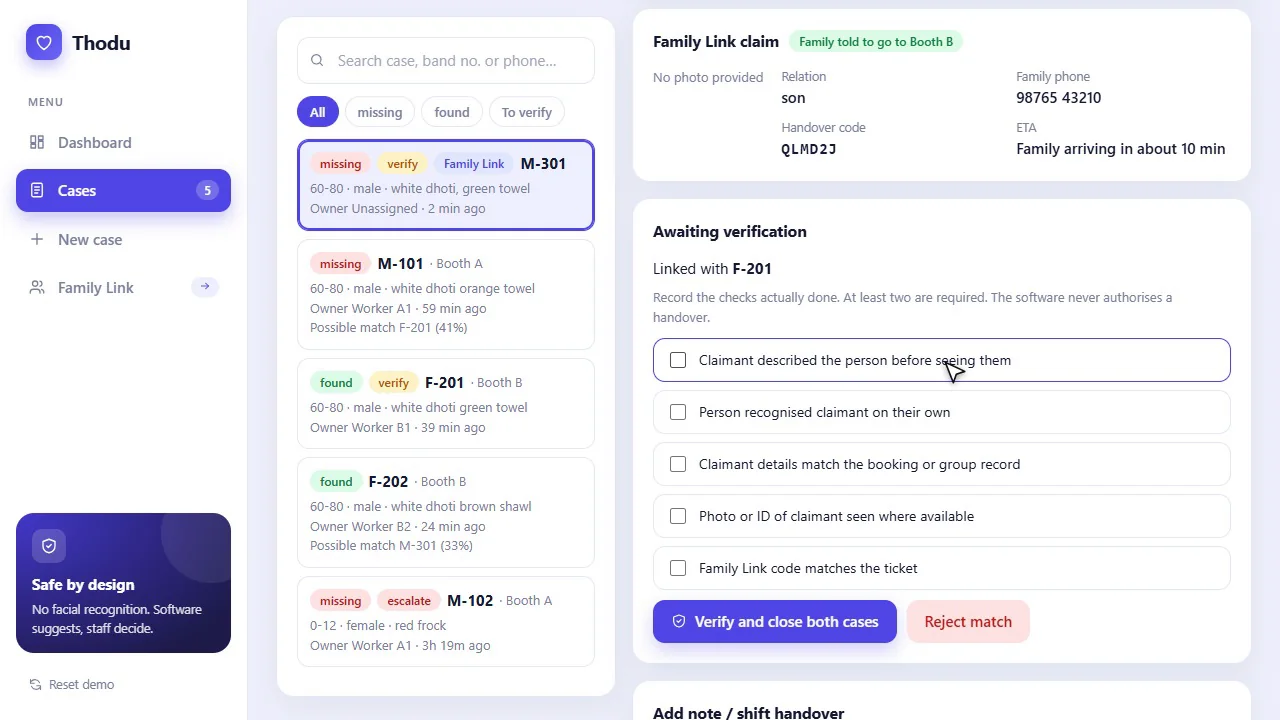 Thodu
MENU
Dashboard
Cases 5
New case
Family Link
Safe by design
No facial recognition. Software
suggests, staff decide.
Reset demo
Search case, band no. or phone...
All missing found To verify
missing verify Family Link M-301
60-80 · male · white dhoti, green towel
Owner Unassigned · 2 min ago
missing M-101 · Booth A
60-80 · male · white dhoti orange towel
Owner Worker A1 · 59 min ago
Possible match F-201 (41%)
found verify F-201 · Booth B
60-80 · male · white dhoti green towel
Owner Worker B1 · 39 min ago
found F-202 · Booth B
60-80 · male · white dhoti brown shawl
Owner Worker B2 · 24 min ago
Possible match M-301 (33%)
missing escalate M-102 · Booth A
0-12 · female · red frock
Owner Worker A1 · 3h 19m ago
Family Link claim Family told to go to Booth B
No photo provided
Relation
son
Family phone
98765 43210
Handover code
QLMD2J
ETA
Family arriving in about 10 min
Awaiting verification
Linked with F-201
Record the checks actually done. At least two are required. The software never authorises a
handover.
Claimant described the person before seeing them
Person recognised claimant on their own
Claimant details match the booking or group record
Photo or ID of claimant seen where available
Family Link code matches the ticket
Verify and close both cases Reject match
Add note / shift handover